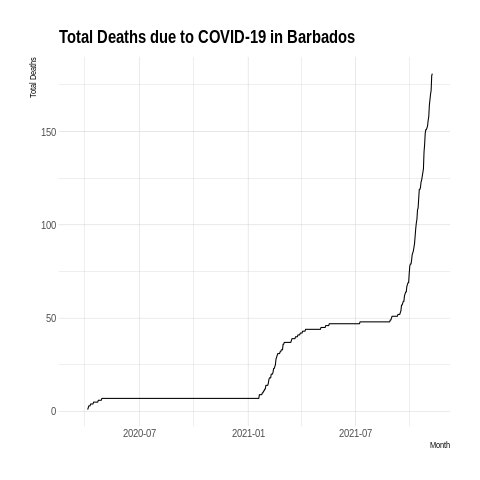 Total Deaths due to COVID-19 in Barbados
Total Deaths
150
100
50
0
2020-07 2021-01 2021-07
Month